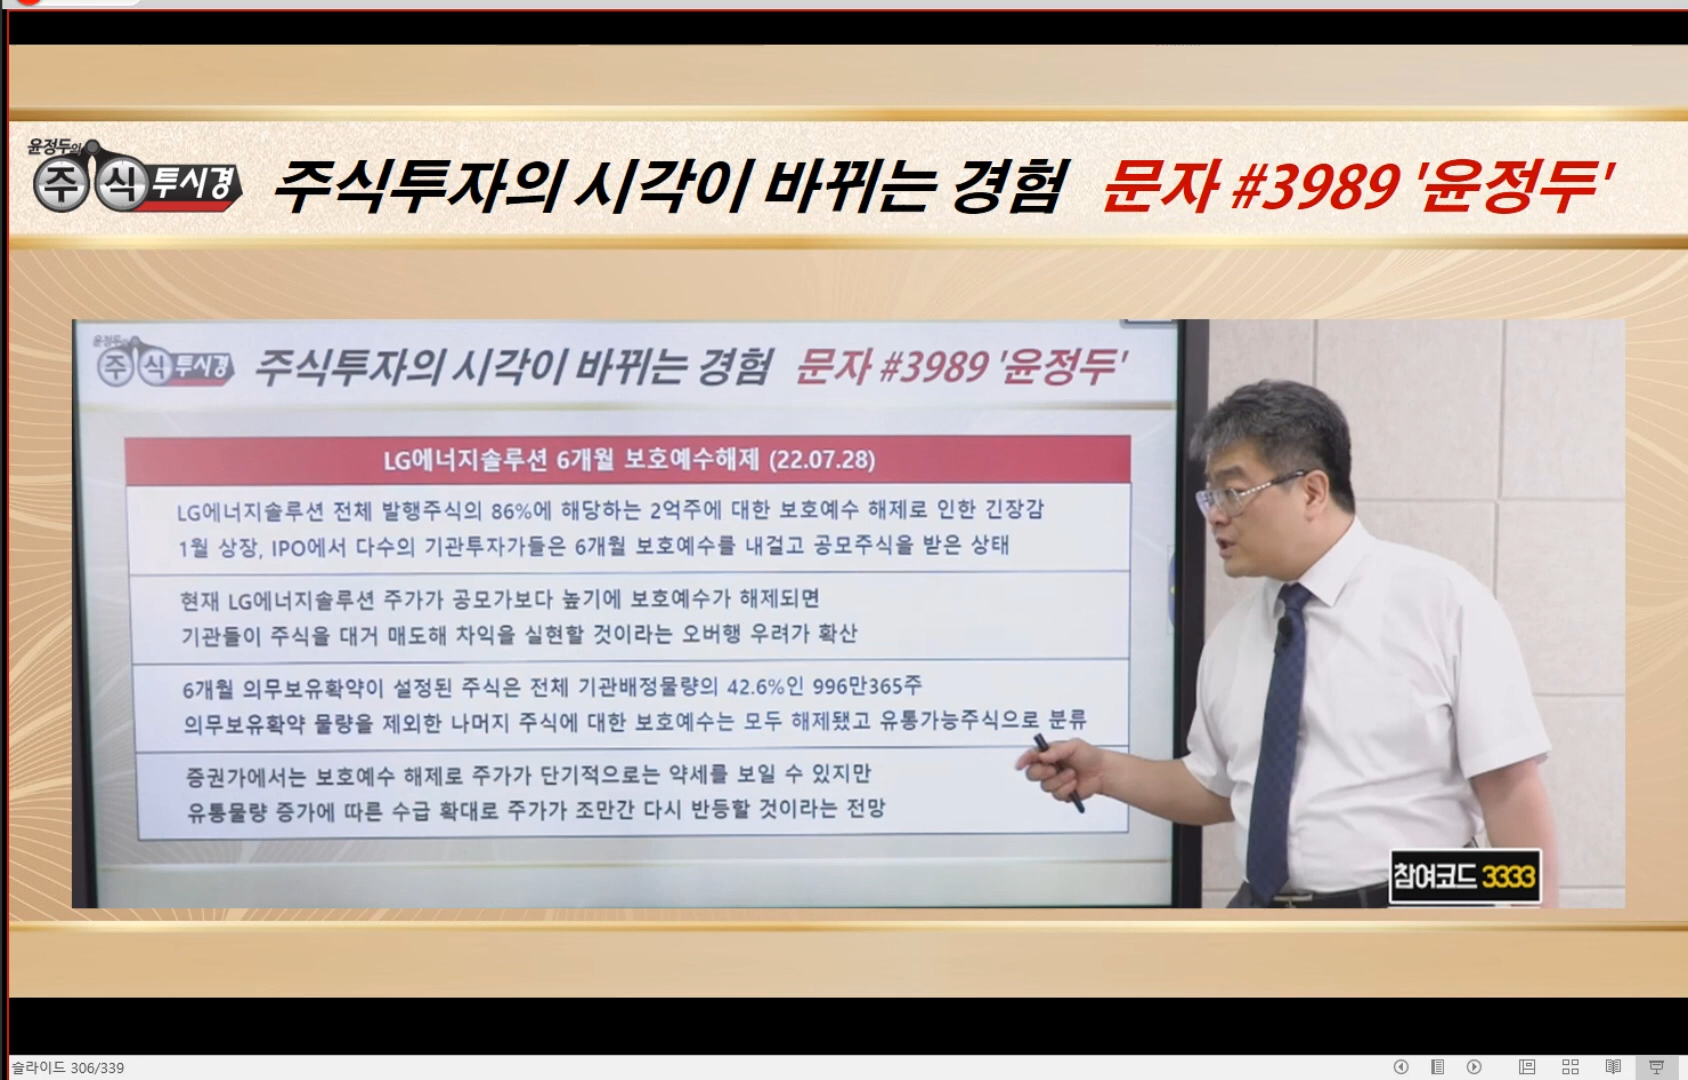 윤정두의
주식투시경
주식투자의 시각이 바뀌는 경험 문자 #3989 '윤정두'
윤정두의
주식투시경
주식투자의 시각이 바뀌는 경험 문자 #3989 '윤정두'
LG에너지솔루션 6개월 보호예수해제 (22.07.28)
LG에너지솔루션 전체 발행주식의 86%에 해당하는 2억주에 대한 보호예수 해제로 인한 긴장감
1월 상장, IPO에서 다수의 기관투자가들은 6개월 보호예수를 내걸고 공모주식을 받은 상태
현재 LG에너지솔루션 주가가 공모가보다 높기에 보호예수가 해제되면
기관들이 주식을 대거 매도해 차익을 실현할 것이라는 오버행 우려가 확산
6개월 의무보유확약이 설정된 주식은 전체 기관배정물량의 42.6%인 996만365주
의무보유확약 물량을 제외한 나머지 주식에 대한 보호예수는 모두 해제됐고 유통가능주식으로 분류
증권가에서는 보호예수 해제로 주가가 단기적으로는 약세를 보일 수 있지만
유통물량 증가에 따른 수급 확대로 주가가 조만간 다시 반등할 것이라는 전망
참여코드 3333
슬라이드 306/339